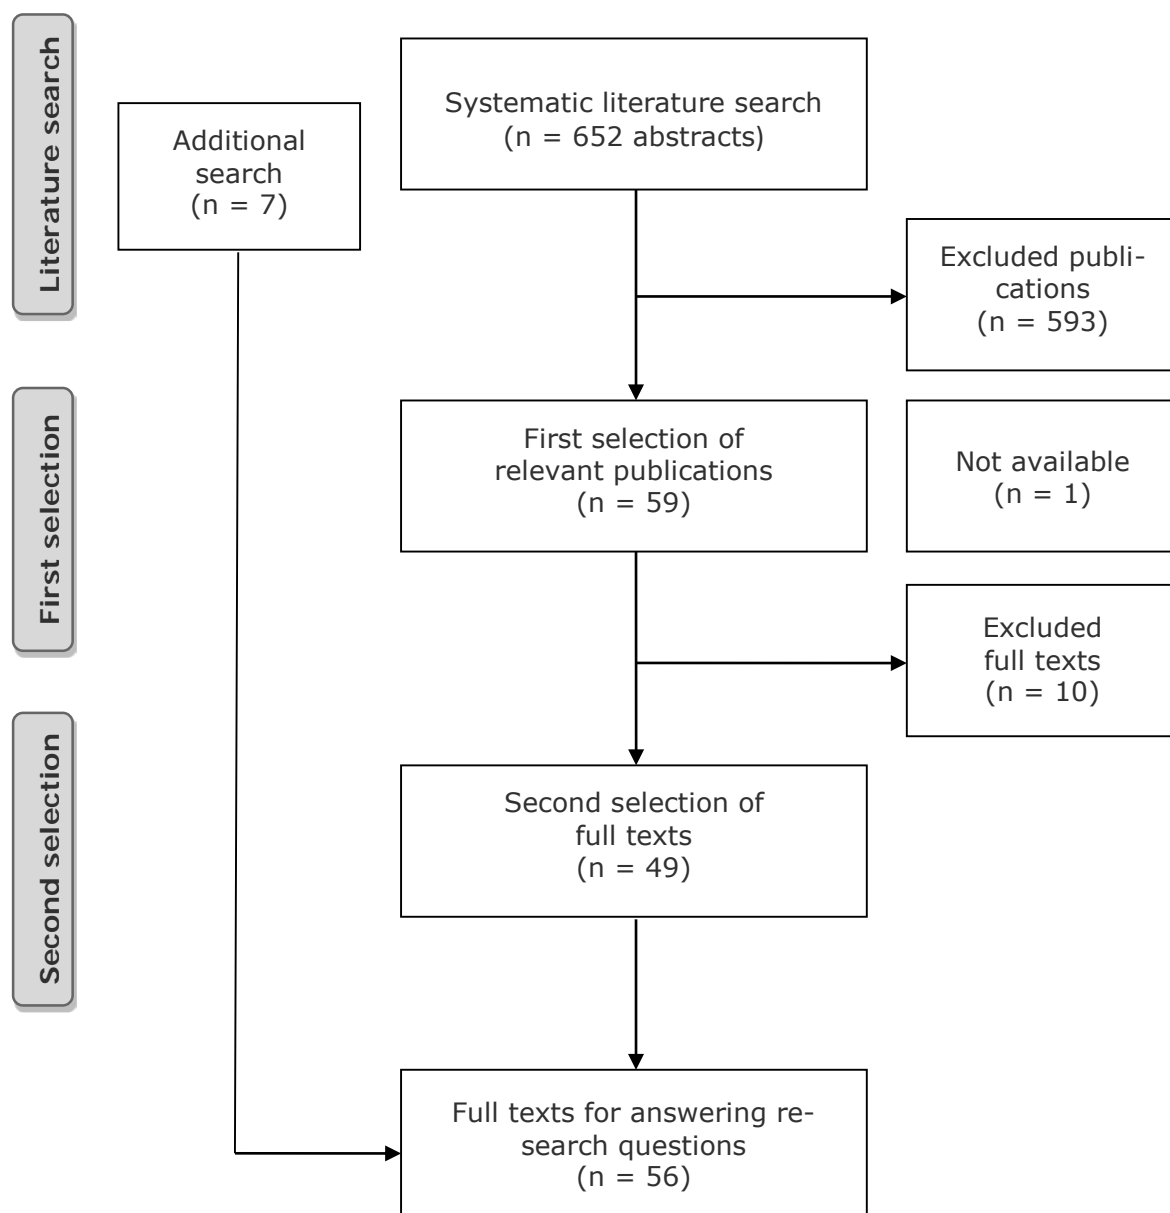 Literature search
Systematic literature search
(n = 652 abstracts)
Additional
search
(n = 7)
Excluded publi-
cations
(n = 593)
First selection
First selection of
relevant publications
(n = 59)
Not available
(n = 1)
Excluded
full texts
(n = 10)
Second selection
Second selection of
full texts
(n = 49)
Full texts for answering re-
search questions
(n = 56)